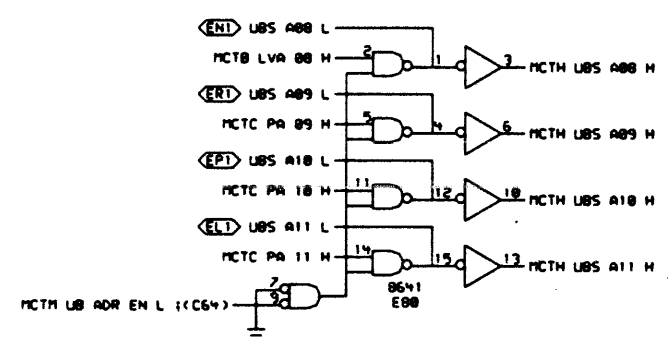 EN1 UBS A08 L
MCTB LVA 08 H 2 1 3 MCTH UBS A08 H
ER1 UBS A09 L
MCTC PA 09 H 5 4 6 MCTH UBS A09 H
EP1 UBS A10 L
MCTC PA 10 H 11 12 10 MCTH UBS A10 H
EL1 UBS A11 L
MCTC PA 11 H 14 15 13 MCTH UBS A11 H
8641
E80
7
MCTM UB ADR EN L ;(C64) 9